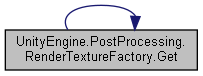 UnityEngine.PostProcessing.
RenderTextureFactory.Get